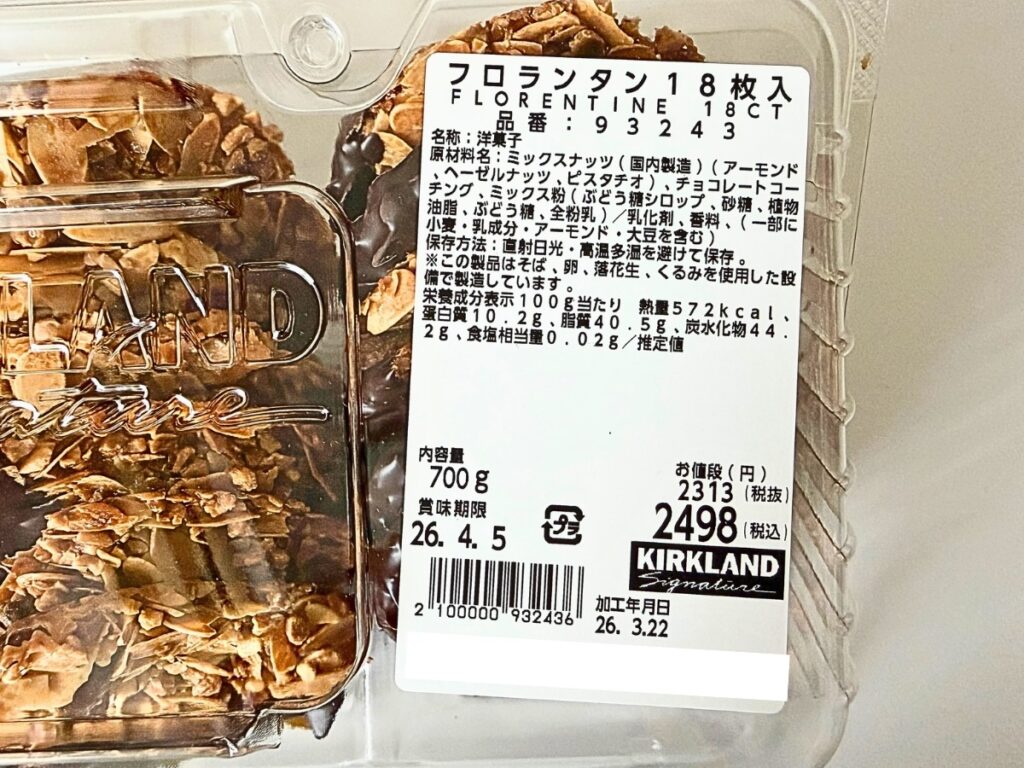 フロランタン18枚入
FLORENTINE 18CT
品番:93243
名称:洋菓子
原材料名:ミックスナッツ(国内製造)(アーモンド
、ヘーゼルナッツ、ピスタチオ)、チョコレートコー
チング、ミックス粉(ぶどう糖シロップ、砂糖、植物
油脂、ぶどう糖、全粉乳)/乳化剤、香料、(一部に
小麦・乳成分・アーモンド・大豆を含む)
保存方法:直射日光・高温多湿を避けて保存。
※この製品はそば、卵、落花生、くるみを使用した設
備で製造しています。
栄養成分表示100g当たり 熱量572kcal、
蛋白質10.2g、脂質40.5g、炭水化物44.
2g、食塩相当量0.02g/推定値
LAND
nature
内容量
700g
お値段(円)
2313(税抜)
賞味期限
2498(税込)
26. 4. 5
プラ
KIRKLAND
Signature
2 100000 932436
加工年月日
26. 3.22